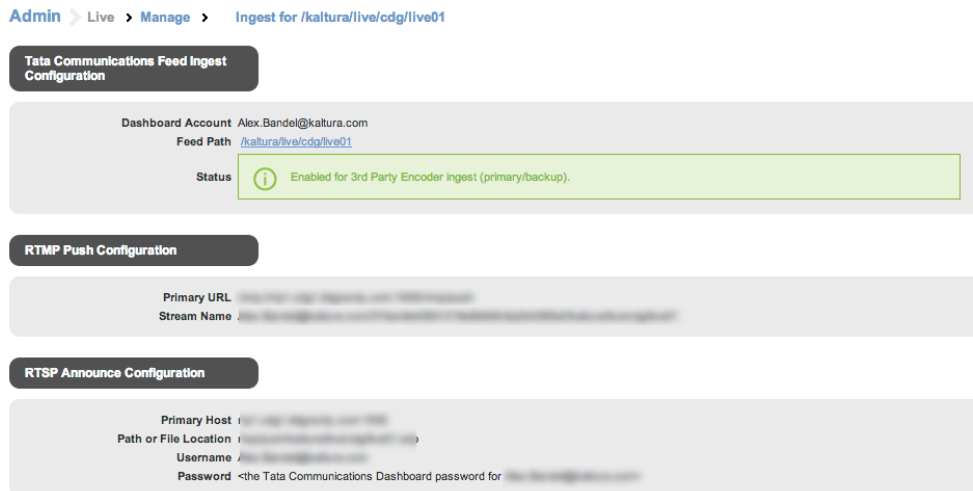 Admin Live Manage Ingest for /kaltura/live/cdg/live01
Tata Communications Feed Ingest
Configuration
Dashboard Account Alex.Bandel@kaltura.com
Feed Path /kaltura/live/cdg/live01
Status Enabled for 3rd Party Encoder ingest (primary/backup).
RTMP Push Configuration
Primary URL
Stream Name
RTSP Announce Configuration
Primary Host
Path or File Location
Username
Password <the Tata Communications Dashboard password for